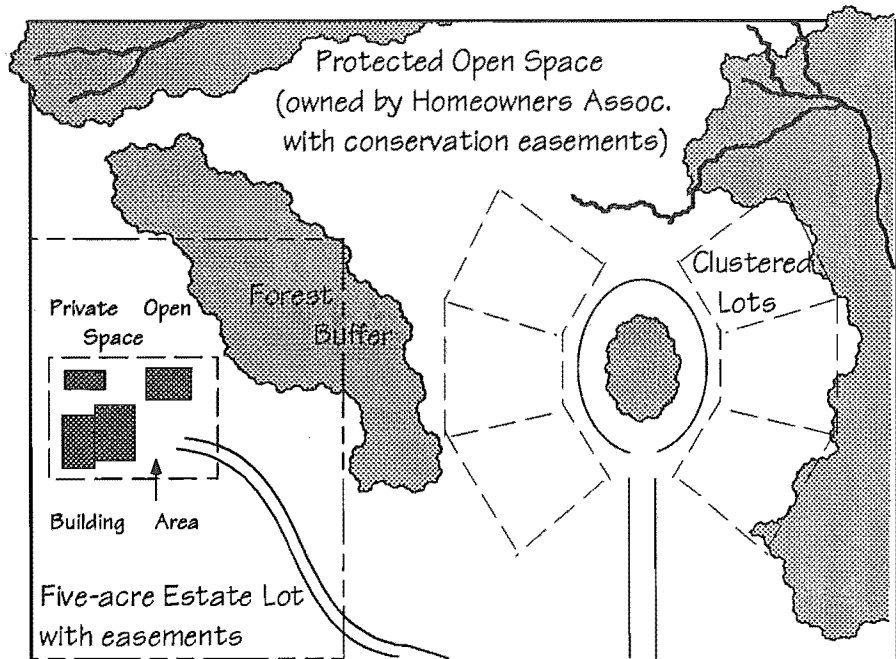 Protected Open Space
(owned by Homeowners Assoc.
with conservation easements)
Clustered
Lots
Forest
Buffer
Private Open
Space
Building Area
Five-acre Estate Lot
with easements